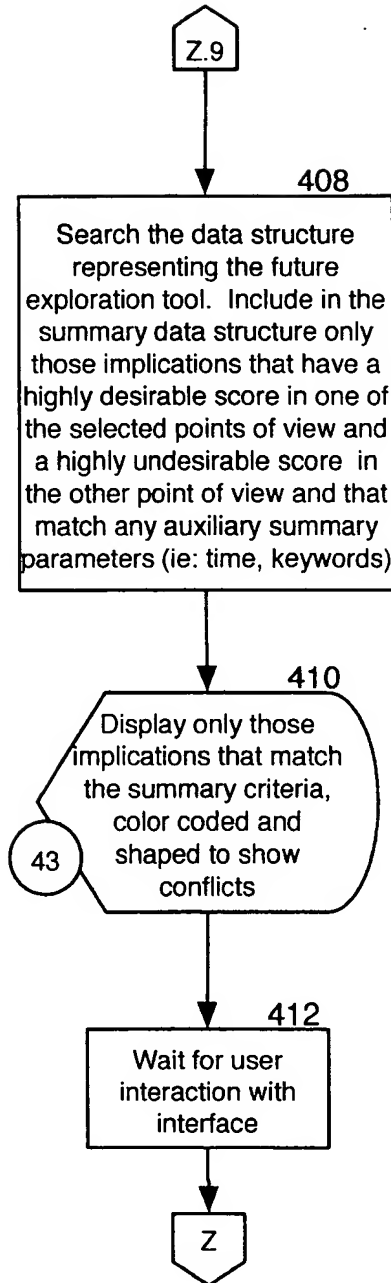 Z.9
408
Search the data structure
representing the future
exploration tool. Include in the
summary data structure only
those implications that have a
highly desirable score in one of
the selected points of view and
a highly undesirable score in
the other point of view and that
match any auxiliary summary
parameters (ie: time, keywords)
410
Display only those
implications that match
the summary criteria,
color coded and
shaped to show
conflicts
43
412
Wait for user
interaction with
interface
Z